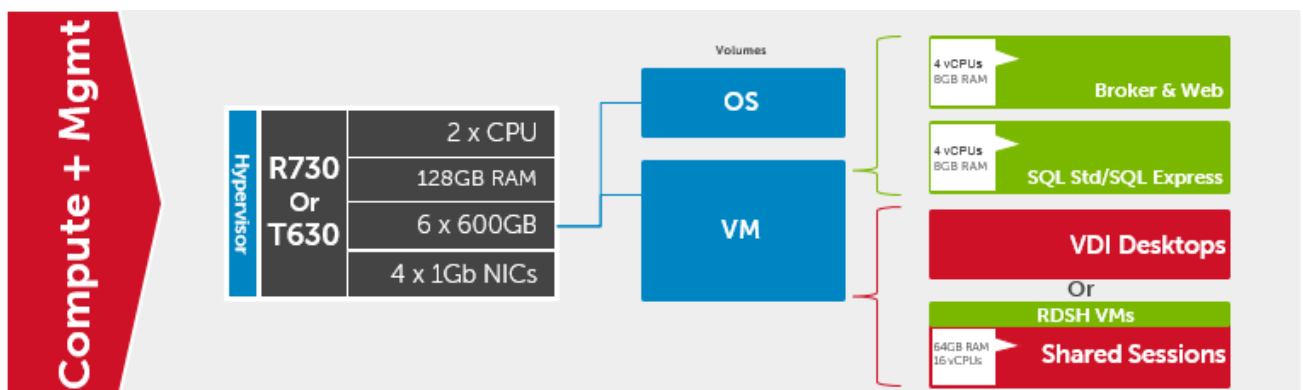 Compute + Mgmt
Hypervisor
R730
Or
T630
2 x CPU
128GB RAM
6 x 600GB
4 x 1Gb NICs
Volumes
OS
VM
4 vCPUs
8GB RAM
Broker & Web
4 vCPUs
8GB RAM
SQL Std/SQL Express
VDI Desktops
Or
RDSH VMs
64GB RAM
16 vCPUs
Shared Sessions